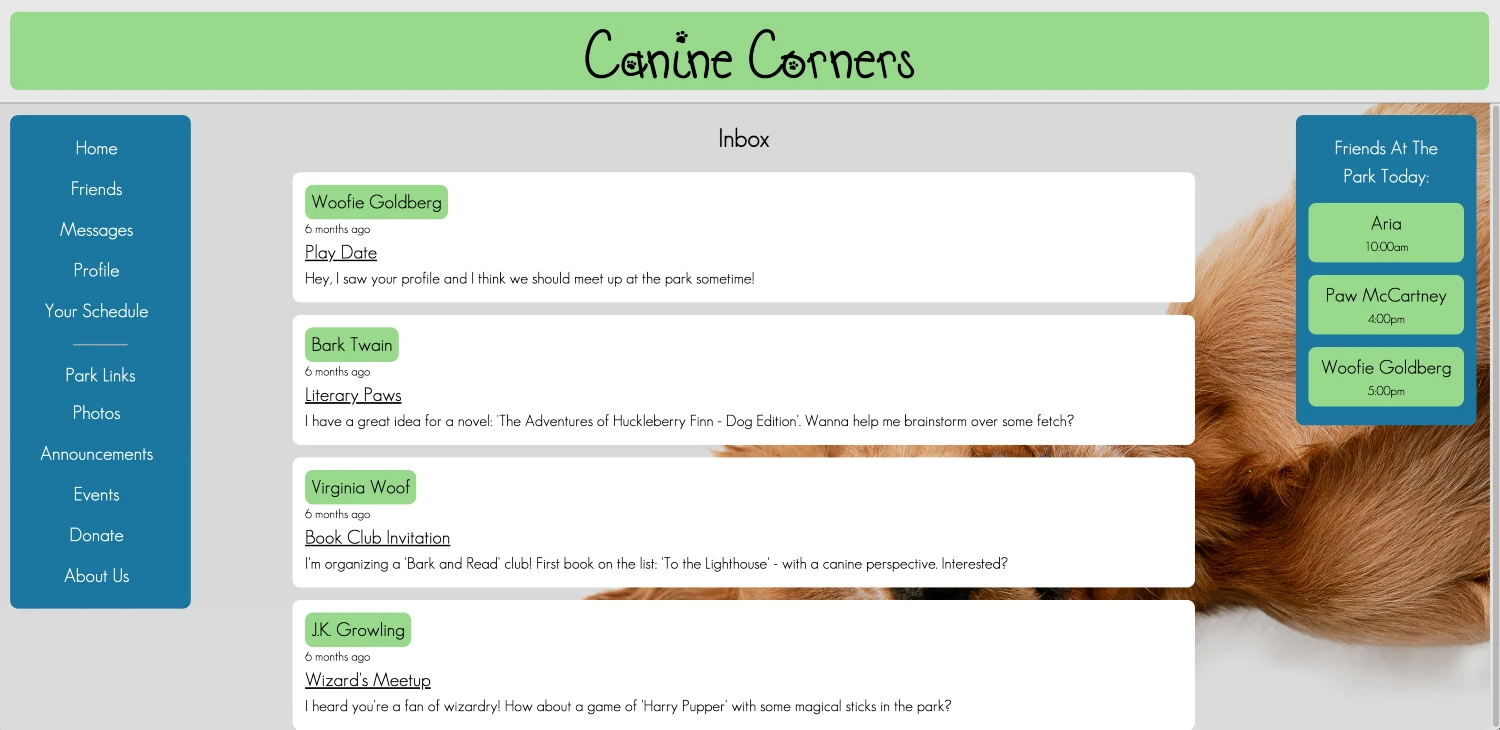 Canine Corners
Home
Friends
Messages
Profile
Your Schedule
Park Links
Photos
Announcements
Events
Donate
About Us
Inbox
Woofie Goldberg
6 months ago
Play Date
Hey, I saw your profile and I think we should meet up at the park sometime!
Bark Twain
6 months ago
Literary Paws
I have a great idea for a novel: 'The Adventures of Huckleberry Finn - Dog Edition'. Wanna help me brainstorm over some fetch?
Virginia Woof
6 months ago
Book Club Invitation
I'm organizing a 'Bark and Read' club! First book on the list: 'To the Lighthouse' - with a canine perspective. Interested?
J.K. Growling
6 months ago
Wizard's Meetup
I heard you're a fan of wizardry! How about a game of 'Harry Pupper' with some magical sticks in the park?
Friends At The
Park Today:
Aria
10:00am
Paw McCartney
4:00pm
Woofie Goldberg
5:00pm